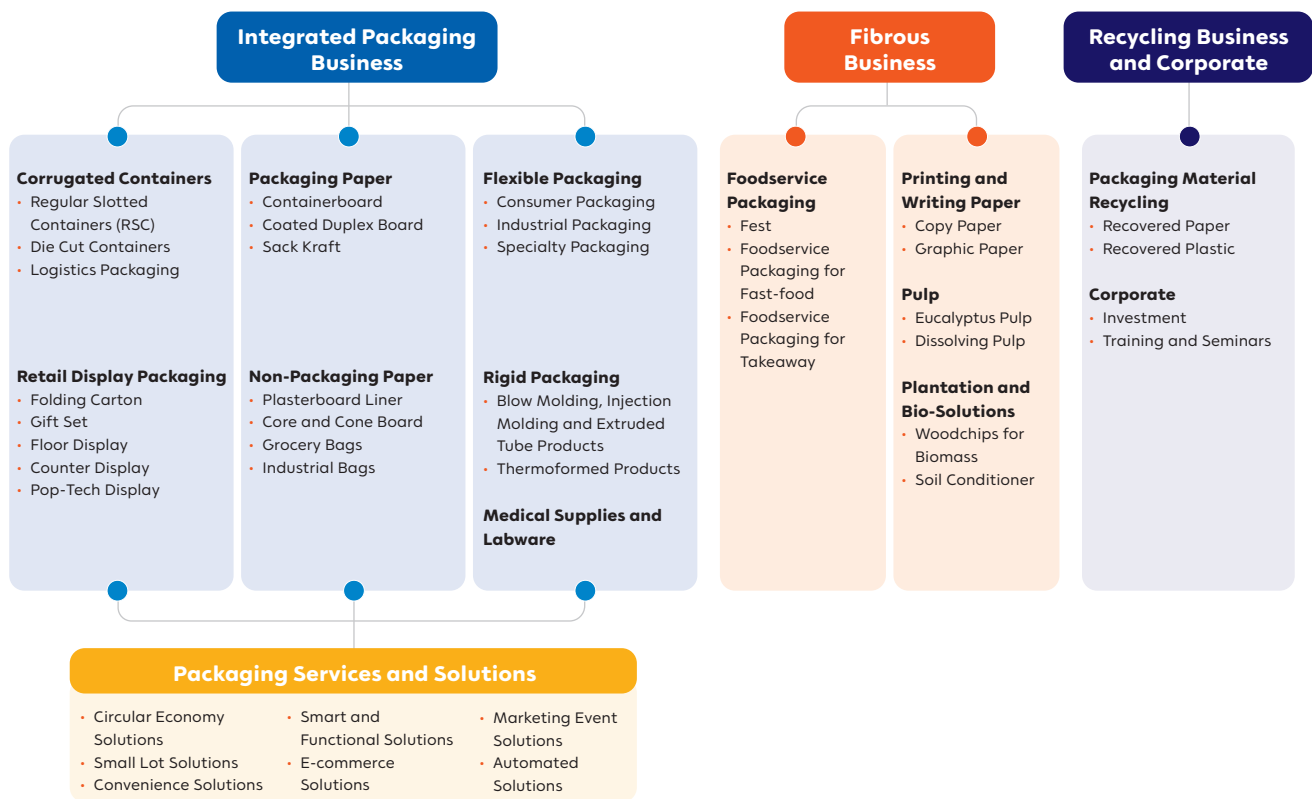 Integrated Packaging
Business
Corrugated Containers
• Regular Slotted
Containers (RSC)
• Die Cut Containers
• Logistics Packaging
Retail Display Packaging
• Folding Carton
• Gift Set
• Floor Display
• Counter Display
• Pop-Tech Display
Packaging Paper
• Containerboard
• Coated Duplex Board
• Sack Kraft
Non-Packaging Paper
• Plasterboard Liner
• Core and Cone Board
• Grocery Bags
• Industrial Bags
Flexible Packaging
• Consumer Packaging
• Industrial Packaging
• Specialty Packaging
Rigid Packaging
• Blow Molding, Injection
Molding and Extruded
Tube Products
• Thermoformed Products
Medical Supplies and
Labware
Packaging Services and Solutions
• Circular Economy
Solutions
• Small Lot Solutions
• Convenience Solutions
• Smart and
Functional Solutions
• E-commerce
Solutions
• Marketing Event
Solutions
• Automated
Solutions
Fibrous
Business
Foodservice
Packaging
• Fest
• Foodservice
Packaging for
Fast-food
• Foodservice
Packaging for
Takeaway
Printing and
Writing Paper
• Copy Paper
• Graphic Paper
Pulp
• Eucalyptus Pulp
• Dissolving Pulp
Plantation and
Bio-Solutions
• Woodchips for
Biomass
• Soil Conditioner
Recycling Business
and Corporate
Packaging Material
Recycling
• Recovered Paper
• Recovered Plastic
Corporate
• Investment
• Training and Seminars